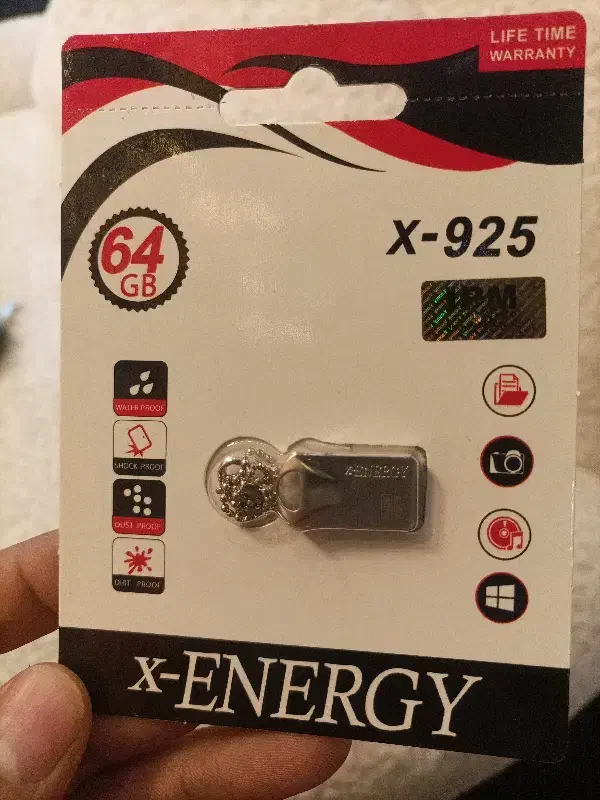 LIFE TIME
WARRANTY
64
GB
X-925
WATER PROOF
SHOCK PROOF
DUST PROOF
DIRT PROOF
X-ENERGY
X-ENERGY